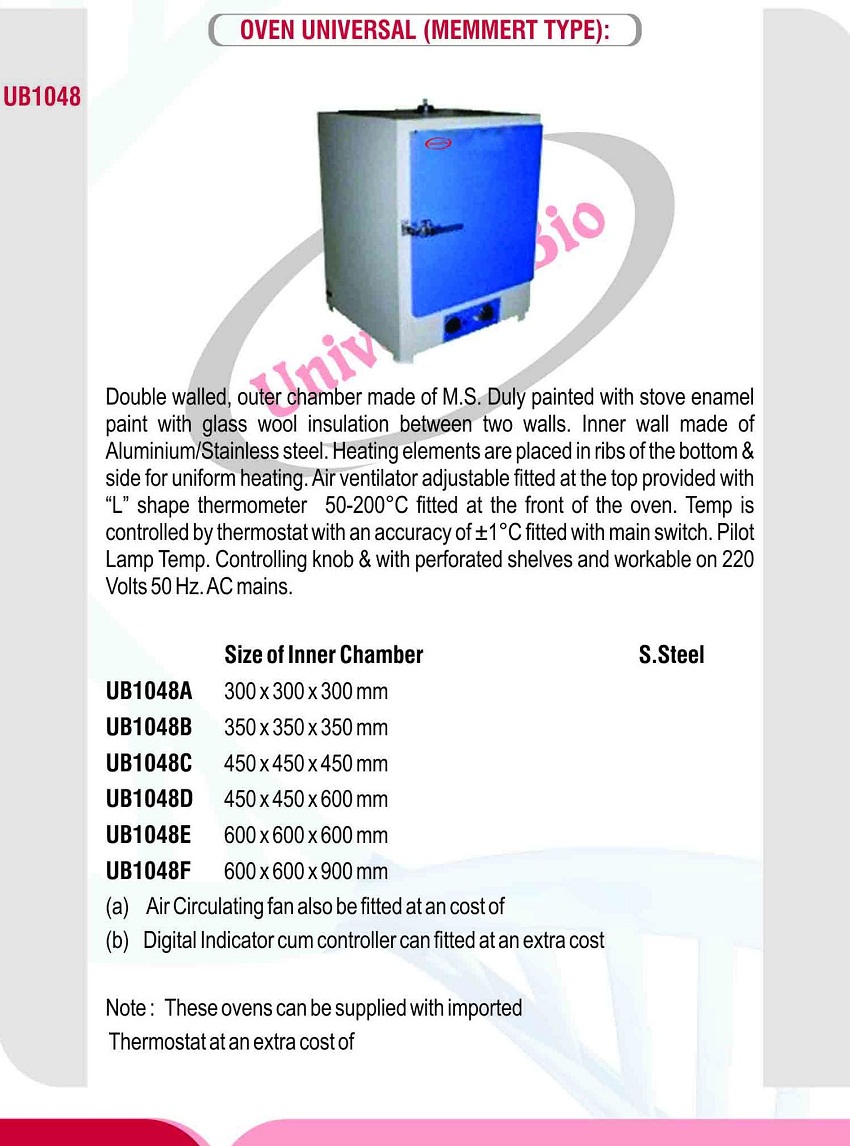 OVEN UNIVERSAL (MEMMERT TYPE):
UB1048
Bio
Univ
Double walled, outer chamber made of M.S. Duly painted with stove enamel
paint with glass wool insulation between two walls. Inner wall made of
Aluminium/Stainless steel. Heating elements are placed in ribs of the bottom &
side for uniform heating. Air ventilator adjustable fitted at the top provided with
“L” shape thermometer 50-200°C fitted at the front of the oven. Temp is
controlled by thermostat with an accuracy of ±1°C fitted with main switch. Pilot
Lamp Temp. Controlling knob & with perforated shelves and workable on 220
Volts 50 Hz. AC mains.
Size of Inner Chamber S.Steel
UB1048A 300 x 300 x 300 mm
UB1048B 350 x 350 x 350 mm
UB1048C 450 x 450 x 450 mm
UB1048D 450 x 450 x 600 mm
UB1048E 600 x 600 x 600 mm
UB1048F 600 x 600 x 900 mm
(a) Air Circulating fan also be fitted at an cost of
(b) Digital Indicator cum controller can fitted at an extra cost
Note : These ovens can be supplied with imported
Thermostat at an extra cost of